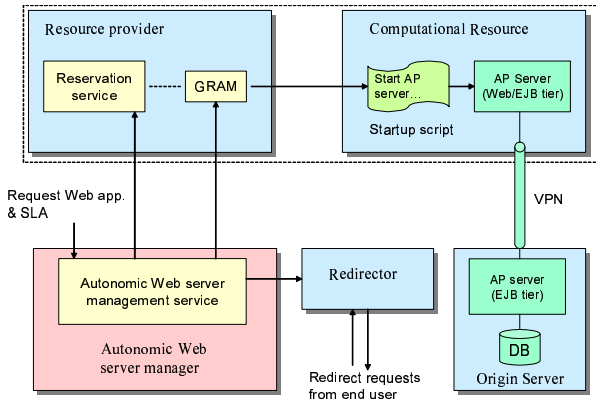 Resource provider
Computational Resource
Reservation
service
GRAM
Start AP
server...
AP Server
(Web/EJB tier)
Startup script
Request Web app.
& SLA
VPN
Autonomic Web server
management service
Redirector
AP server
(EJB tier)
Autonomic Web
server manager
DB
Redirect requests
from end user
Origin Server